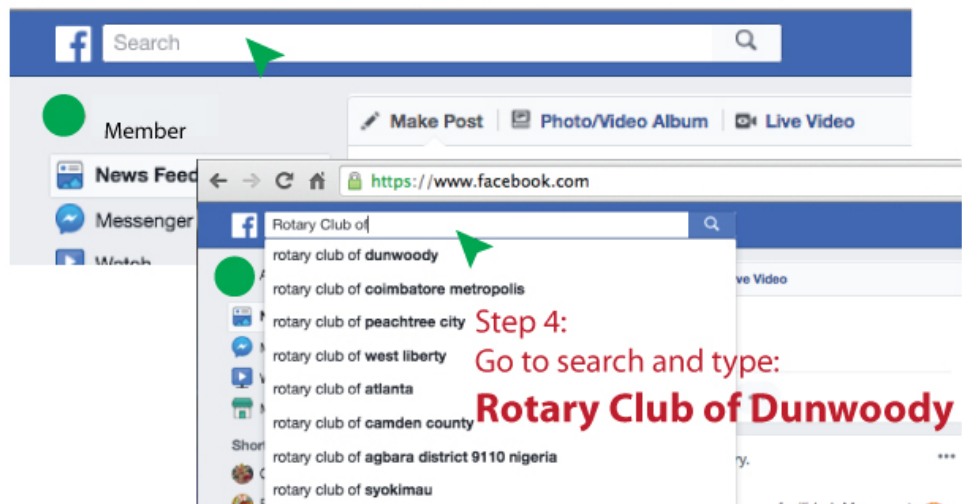 f Search
Member
Make Post Photo/Video Album Live Video
News Feed
https://www.facebook.com
Messenger
f Rotary Club of
Watch
rotary club of dunwoody
ve Video
rotary club of coimbatore metropolis
rotary club of peachtree city
Step 4:
rotary club of west liberty
Go to search and type:
rotary club of atlanta
Rotary Club of Dunwoody
rotary club of camden county
Shor
rotary club of agbara district 9110 nigeria
ry.
rotary club of syokimau